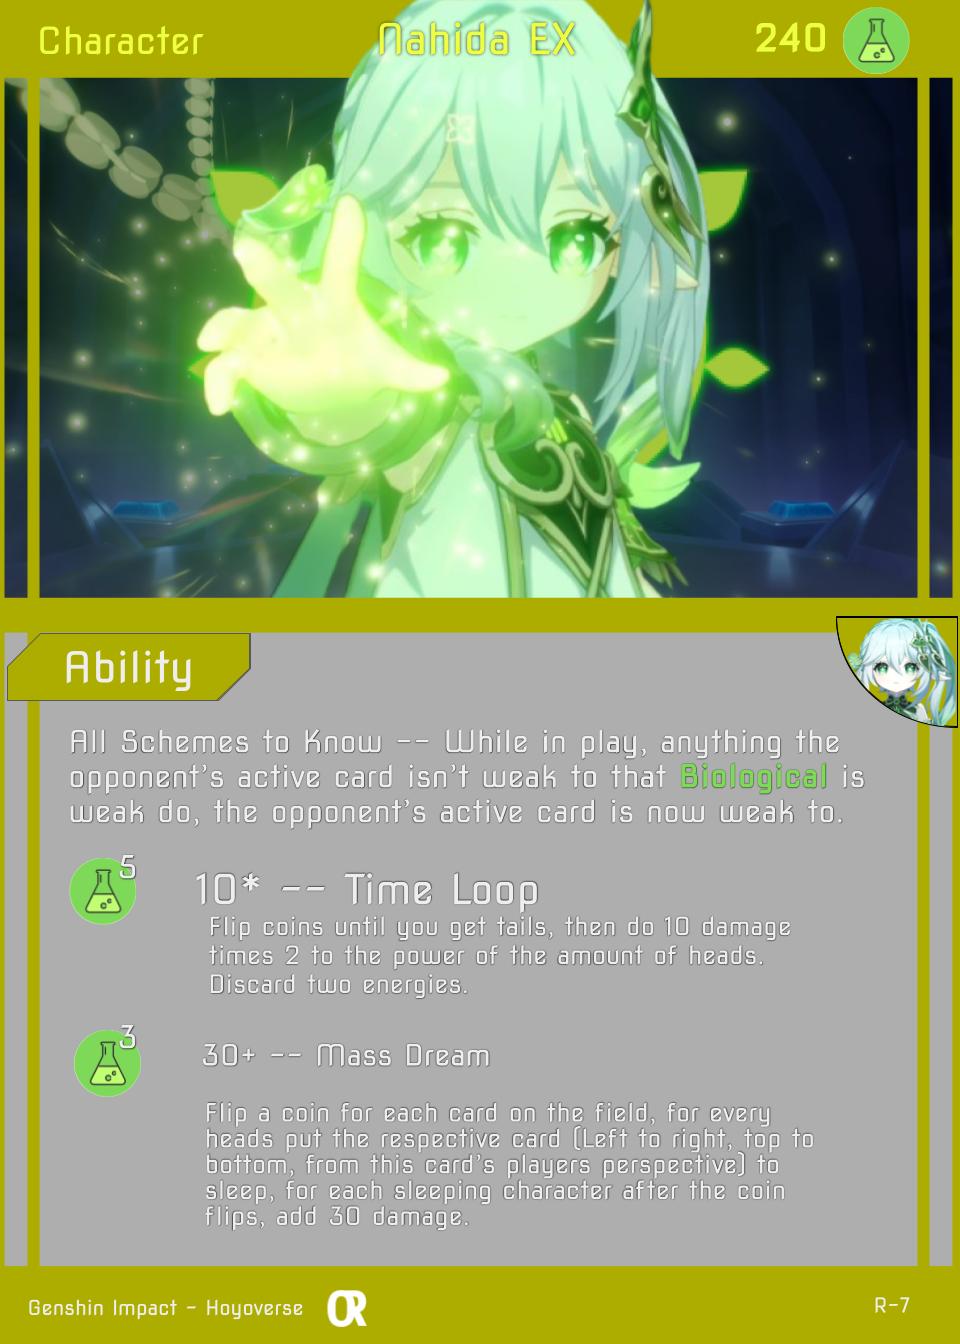 Character
Nahida EX
240
Ability
All Schemes to Know -- While in play, anything the
opponent's active card isn't weak to that Biological is
weak do, the opponent's active card is now weak to.
5
10* -- Time Loop
Flip coins until you get tails, then do 10 damage
times 2 to the power of the amount of heads.
Discard two energies.
3
30+ -- Mass Dream
Flip a coin for each card on the field, for every
heads put the respective card (Left to right, top to
bottom, from this card's players perspective) to
sleep, for each sleeping character after the coin
flips, add 30 damage.
Genshin Impact - Hoyoverse
OR
R-7